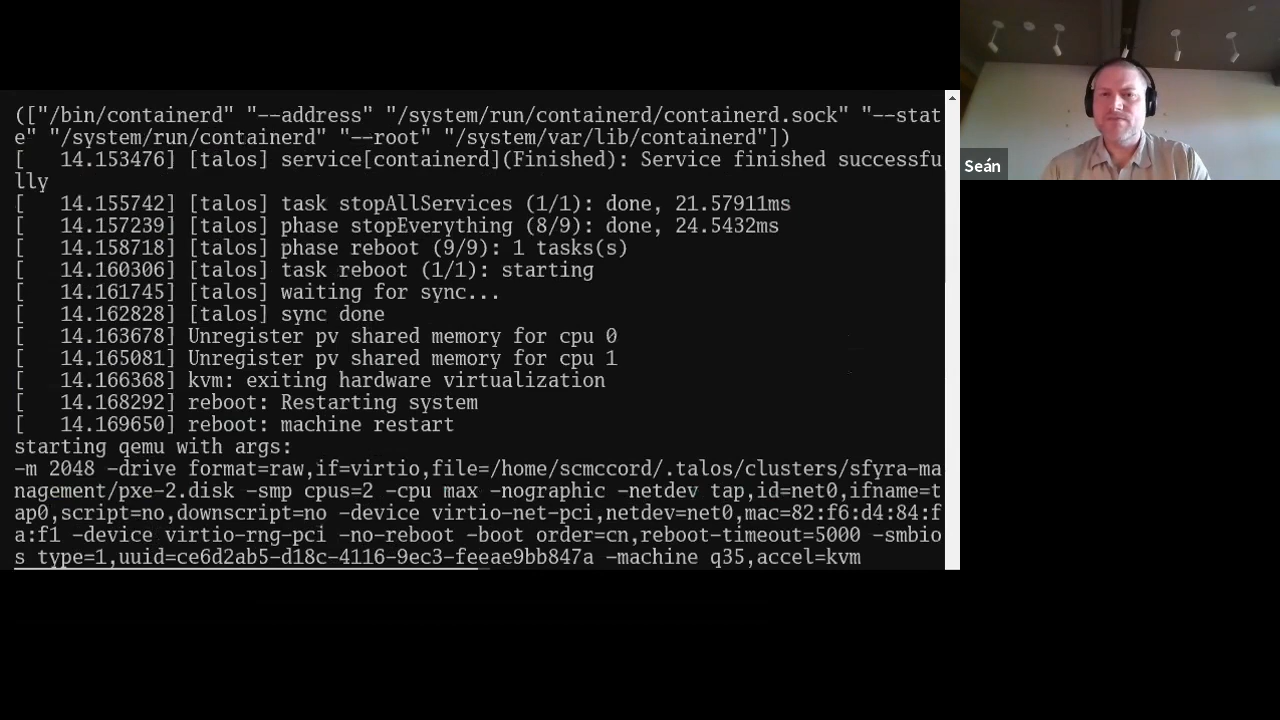 (["/bin/containerd" "--address" "/system/run/containerd/containerd.sock" "--stat
e" "/system/run/containerd" "--root" "/system/var/lib/containerd"])
[   14.153476] [talos] service[containerd](Finished): Service finished successfu
lly
[   14.155742] [talos] task stopAllServices (1/1): done, 21.57911ms
[   14.157239] [talos] phase stopEverything (8/9): done, 24.5432ms
[   14.158718] [talos] phase reboot (9/9): 1 tasks(s)
[   14.160306] [talos] task reboot (1/1): starting
[   14.161745] [talos] waiting for sync...
[   14.162828] [talos] sync done
[   14.163678] Unregister pv shared memory for cpu 0
[   14.165081] Unregister pv shared memory for cpu 1
[   14.166368] kvm: exiting hardware virtualization
[   14.168292] reboot: Restarting system
[   14.169650] reboot: machine restart
starting qemu with args:
-m 2048 -drive format=raw,if=virtio,file=/home/scmccord/.talos/clusters/sfyra-ma
nagement/pxe-2.disk -smp cpus=2 -cpu max -nographic -netdev tap,id=net0,ifname=t
ap0,script=no,downscript=no -device virtio-net-pci,netdev=net0,mac=82:f6:d4:84:f
a:f1 -device virtio-rng-pci -no-reboot -boot order=cn,reboot-timeout=5000 -smbio
s type=1,uuid=ce6d2ab5-d18c-4116-9ec3-feeae9bb847a -machine q35,accel=kvm
Seán